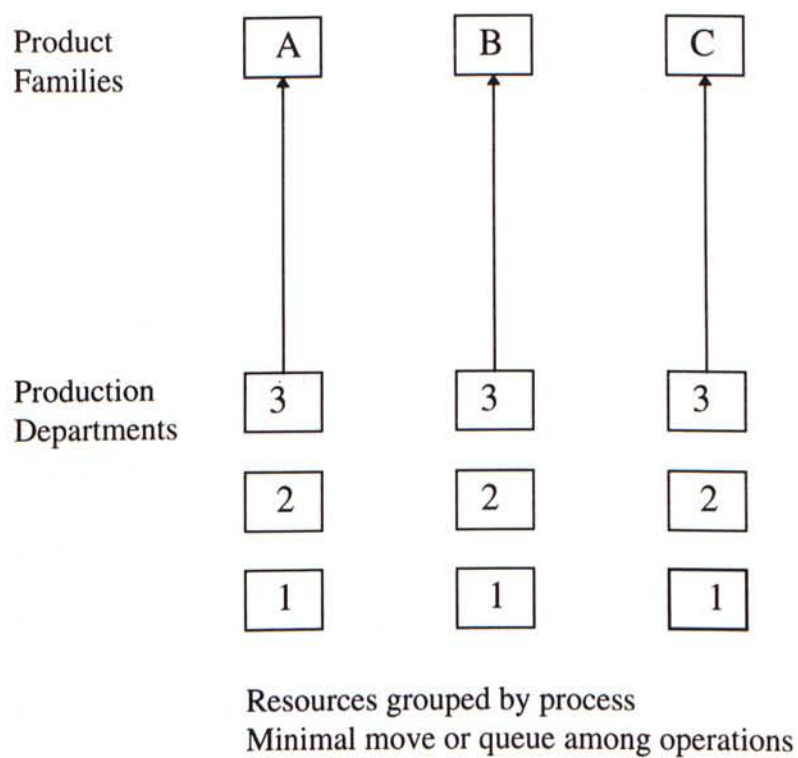 Product
Families
A B C
Production
Departments
3 3 3
2 2 2
1 1 1
Resources grouped by process
Minimal move or queue among operations